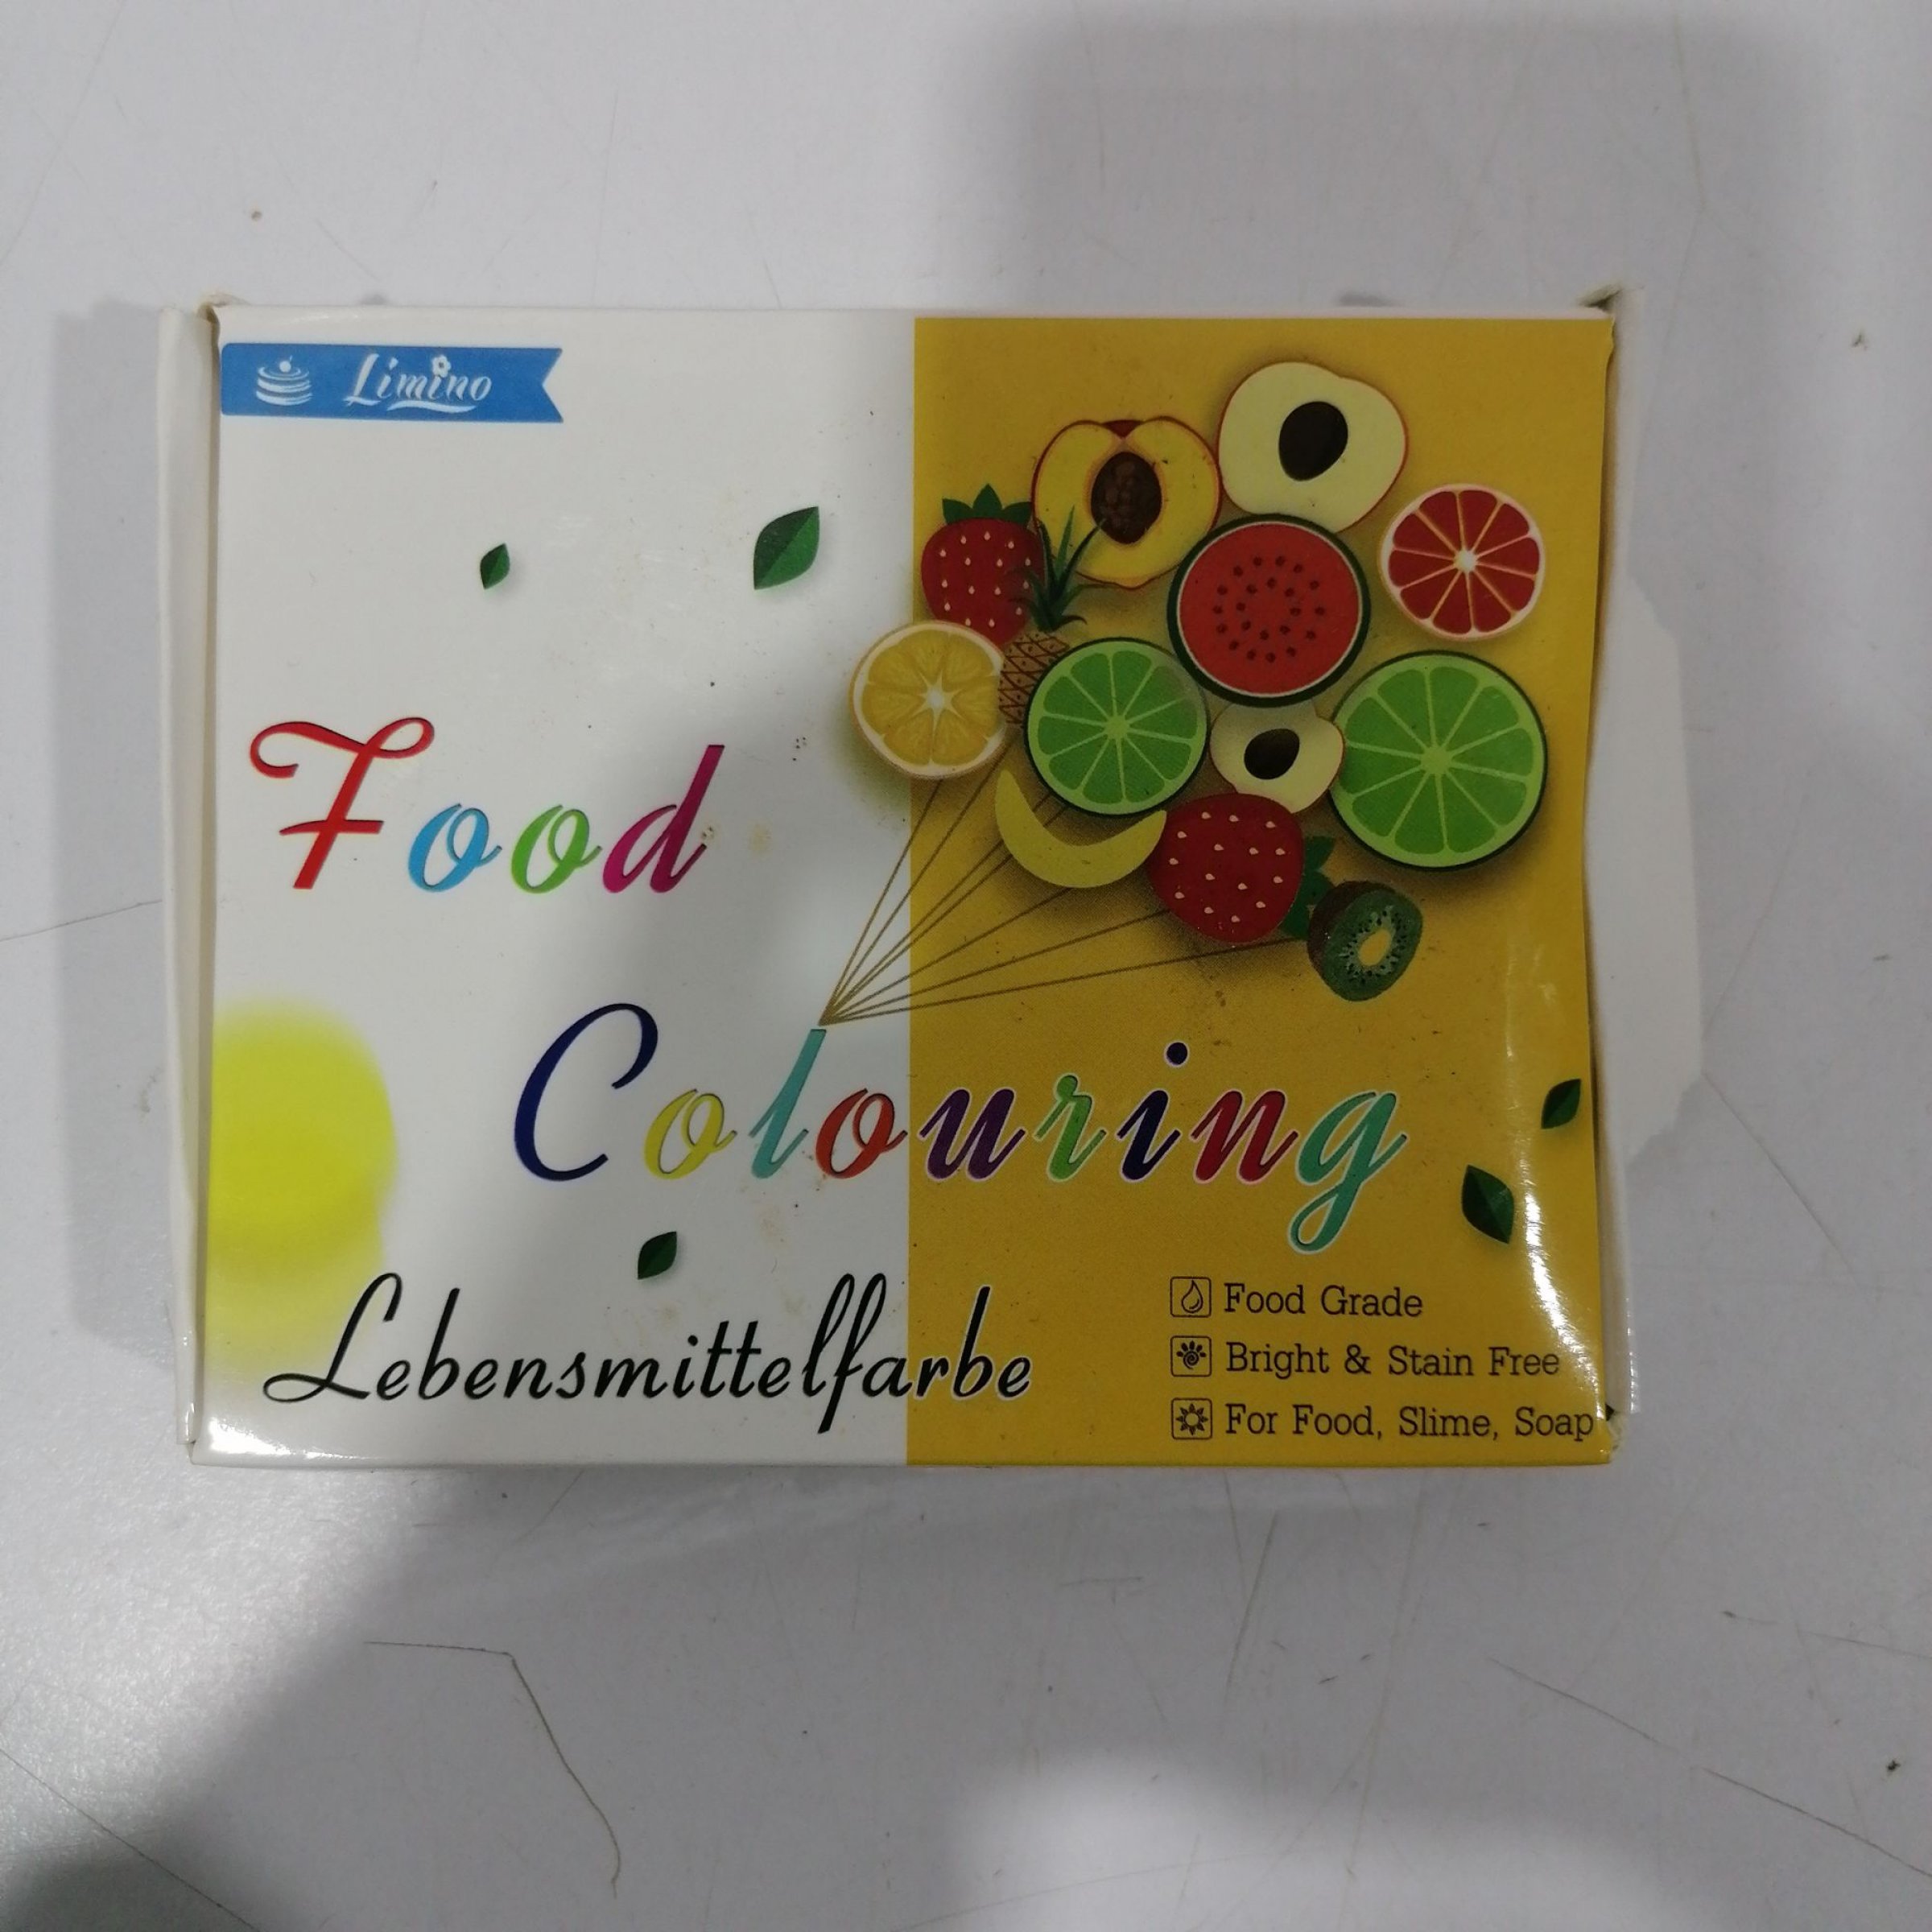 Limino
Food
Colouring
Lebensmittelfarbe
Food Grade
Bright & Stain Free
For Food, Slime, Soap